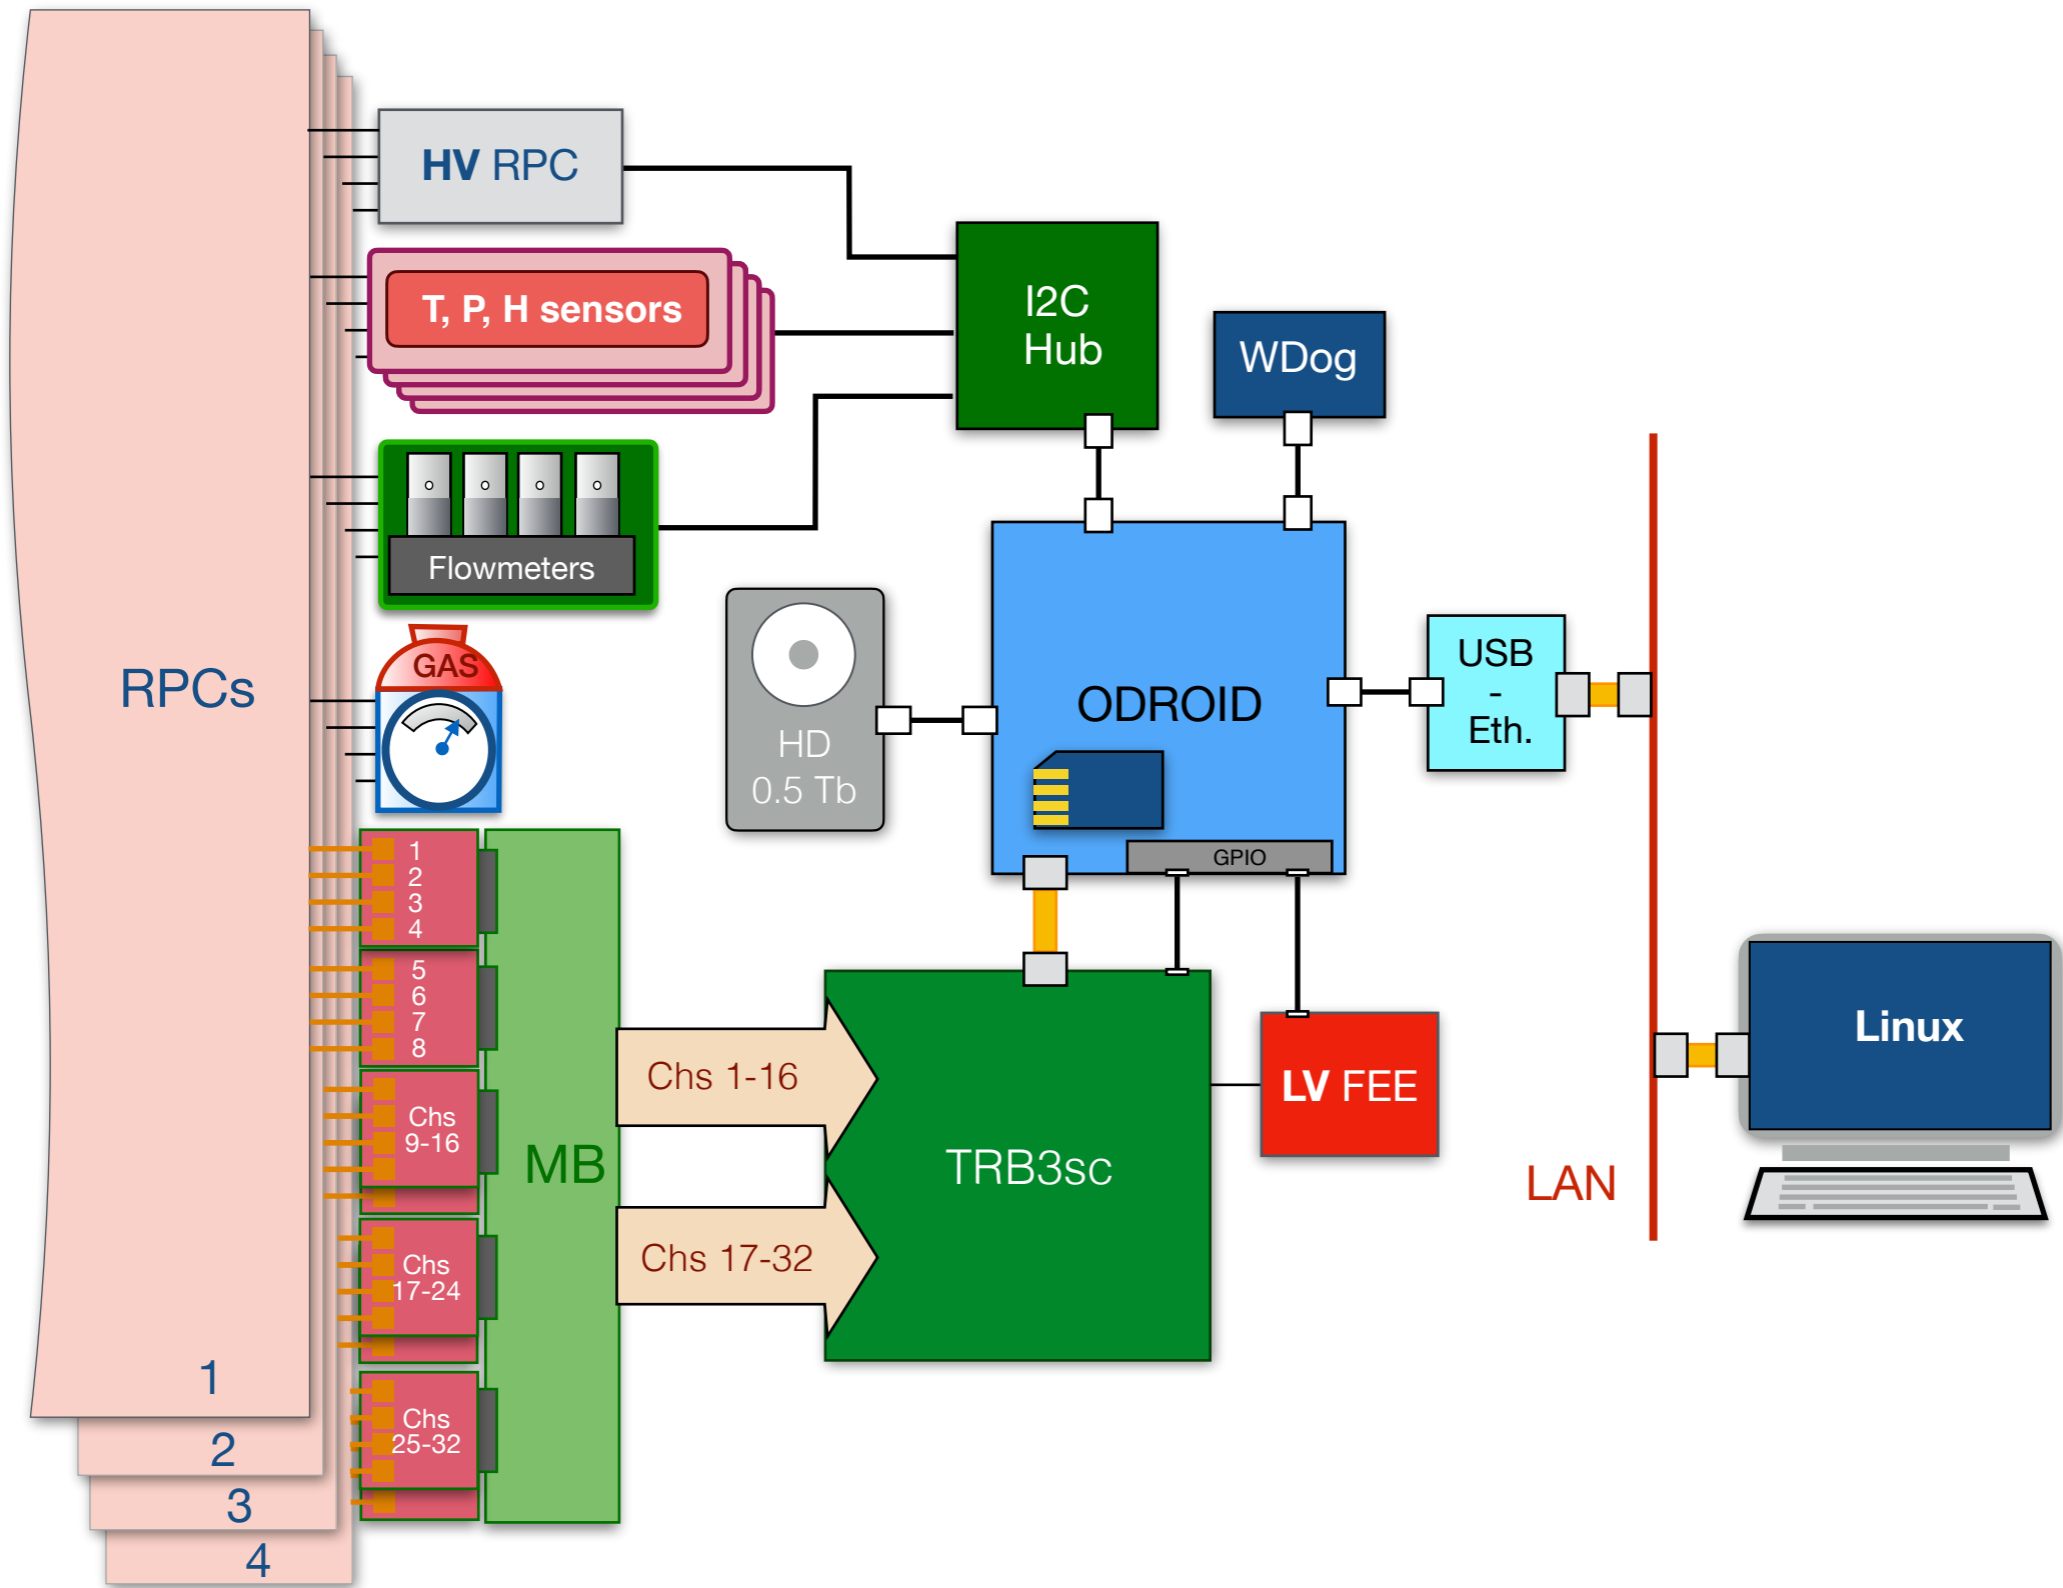 HV RPC
T, P, H sensors
I2C
Hub
WDog
Flowmeters
GAS
RPCs
HD
0.5 Tb
ODROID
GPIO
USB
-
Eth.
1
2
3
4
5
6
7
8
Chs
9-16
Chs
17-24
Chs
25-32
MB
Chs 1-16
Chs 17-32
TRB3sc
LV FEE
LAN
Linux
1
2
3
4